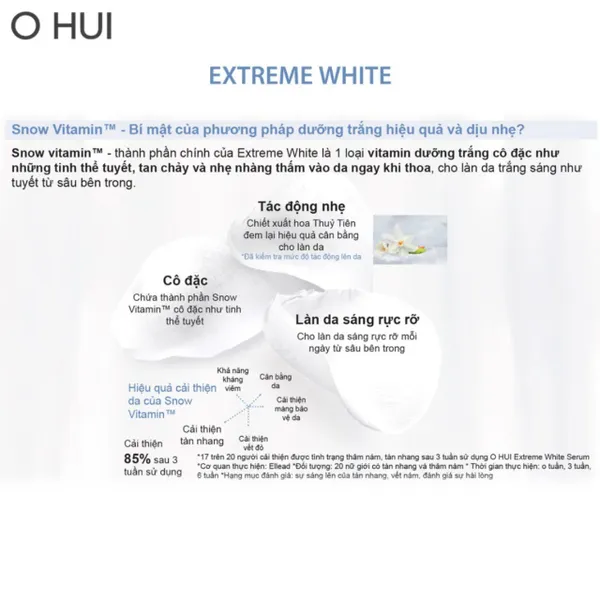 O HUI
EXTREME WHITE
Snow Vitamin™ - Bí mật của phương pháp dưỡng trắng hiệu quả và dịu nhẹ?
Snow vitamin™ - thành phần chính của Extreme White là 1 loại vitamin dưỡng trắng cô đặc như
những tinh thể tuyết, tan chảy và nhẹ nhàng thấm vào da ngay khi thoa, cho làn da trắng sáng như
tuyết từ sâu bên trong.
Tác động nhẹ
Chiết xuất hoa Thuỷ Tiên
đem lại hiệu quả cân bằng
cho làn da
*Đã kiểm tra mức độ tác động lên da
Cô đặc
Chứa thành phần Snow
Vitamin™ cô đặc như tinh
thể tuyết
Làn da sáng rực rỡ
Cho làn da sáng rực rỡ mỗi
ngày từ sâu bên trong
Hiệu quả cải thiện
da của Snow
Vitamin™
Khả năng
kháng
viêm
Cân bằng
da
Cải thiện
màng bảo
vệ da
Cải thiện
vết đỏ
Cải thiện
tàn nhang
Cải thiện
85% sau 3
tuần sử dụng
*17 trên 20 người cải thiện được tình trạng thâm nám, tàn nhang sau 3 tuần sử dụng O HUI Extreme White Serum
*Cơ quan thực hiện: Ellead *Đối tượng: 20 nữ giới có tàn nhang và thâm nám * Thời gian thực hiện: o tuần, 3 tuần,
6 tuần *Hạng mục đánh giá: sự sáng lên của tàn nhang, vết nám, đánh giá sự hài lòng